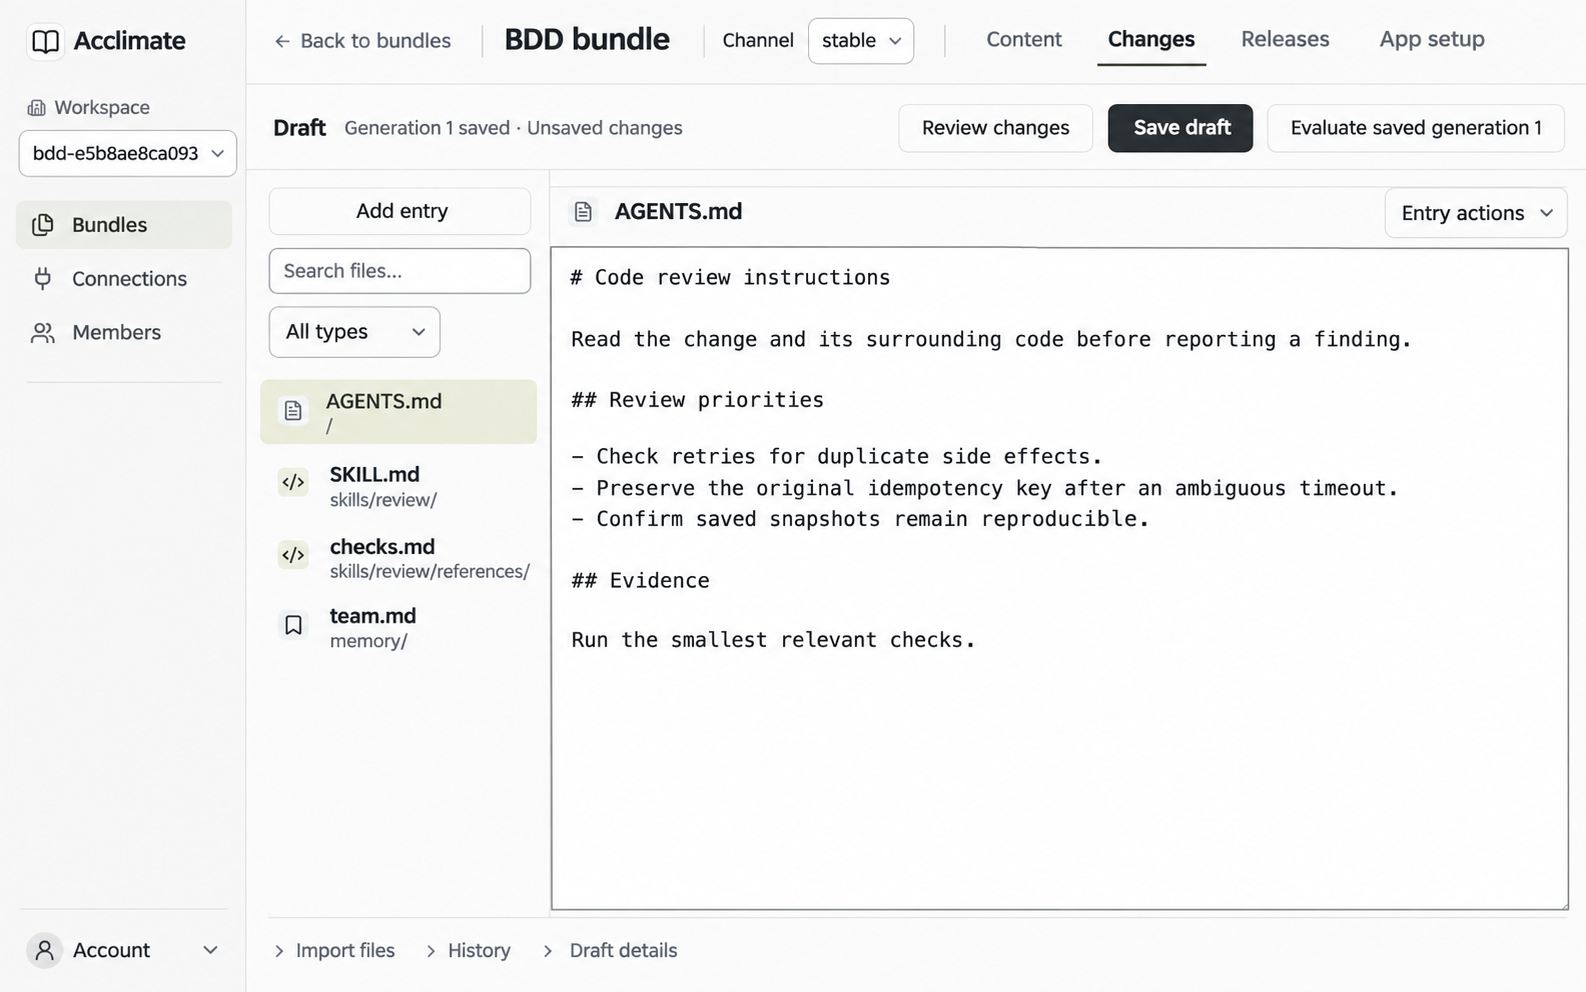 Acclimate
Workspace
bdd-e5b8ae8ca093
Bundles
Connections
Members
Account
← Back to bundles
BDD bundle
Channel
stable
Content
Changes
Releases
App setup
Draft
Generation 1 saved · Unsaved changes
Review changes
Save draft
Evaluate saved generation 1
Add entry
Search files...
All types
AGENTS.md
/
</> SKILL.md
skills/review/
</> checks.md
skills/review/references/
team.md
memory/
AGENTS.md
Entry actions
# Code review instructions
Read the change and its surrounding code before reporting a finding.
## Review priorities
- Check retries for duplicate side effects.
- Preserve the original idempotency key after an ambiguous timeout.
- Confirm saved snapshots remain reproducible.
## Evidence
Run the smallest relevant checks.
Import files
History
Draft details